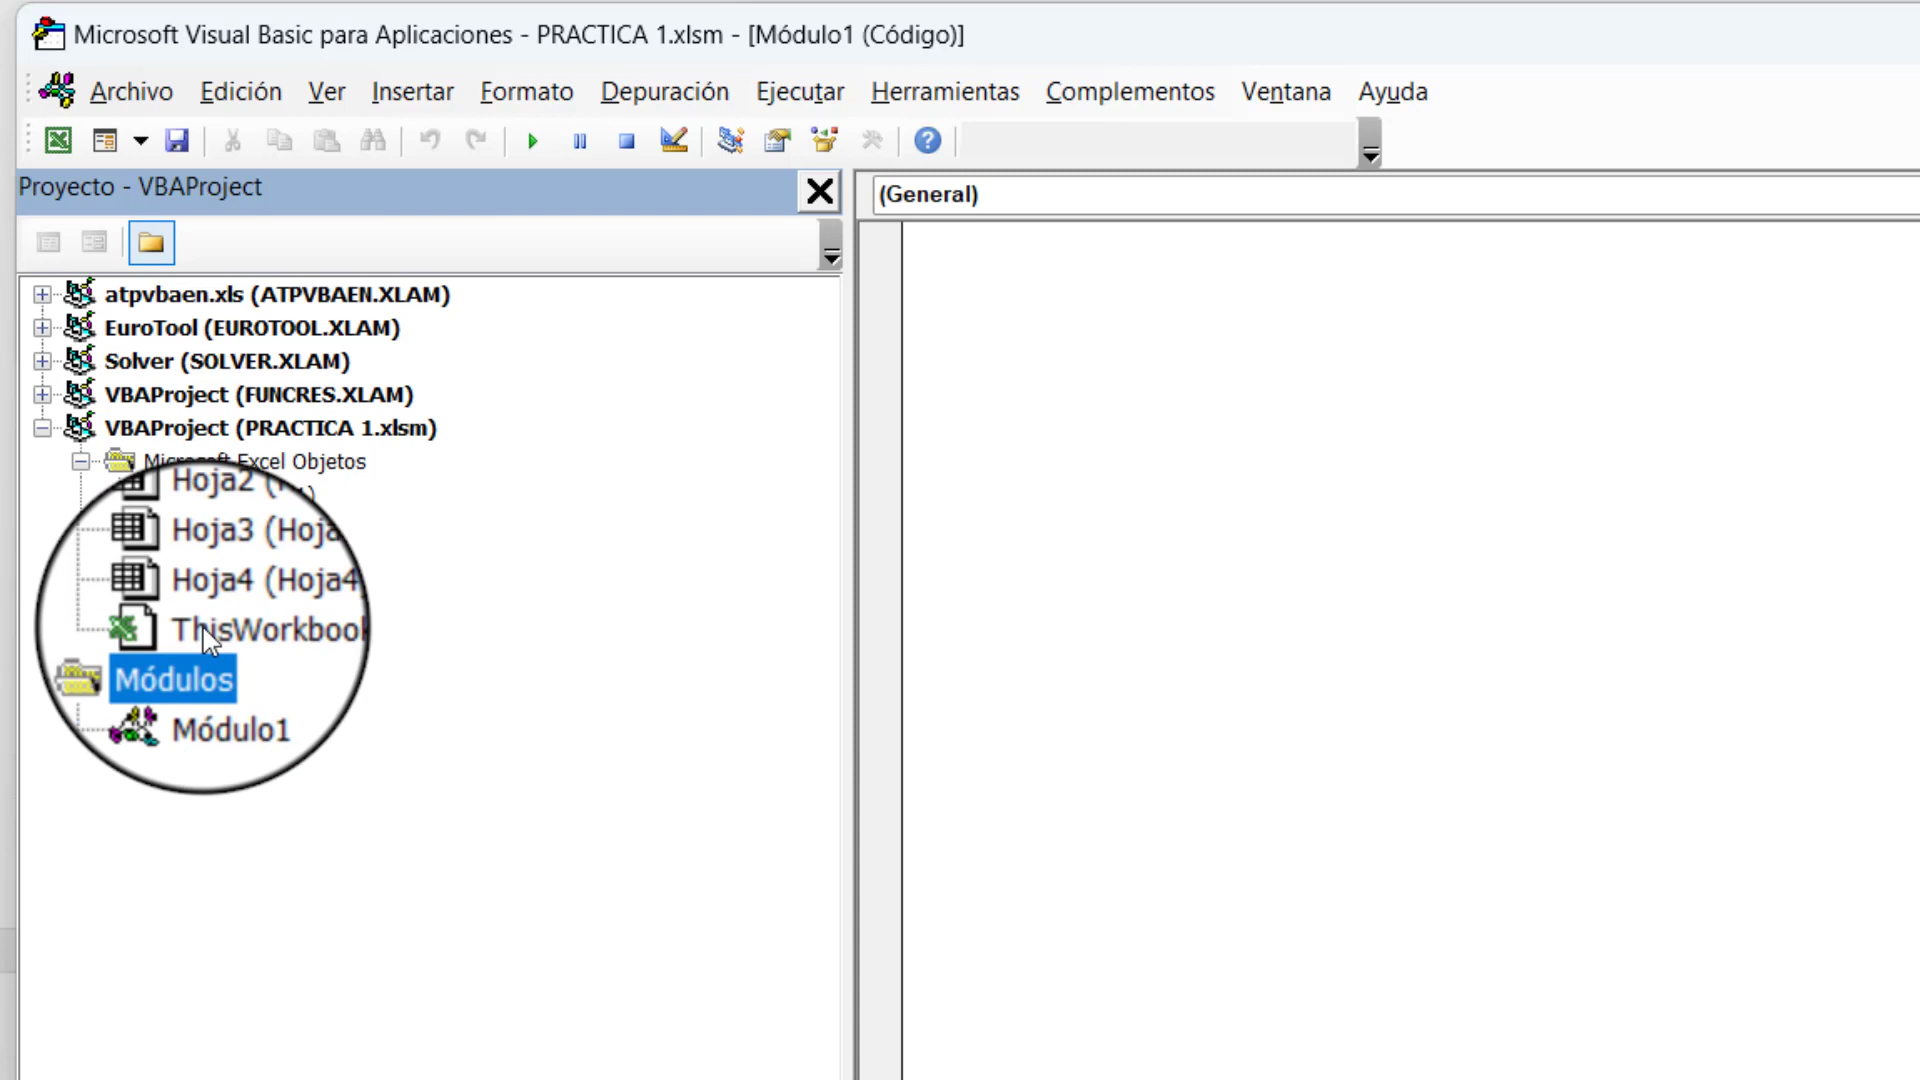 Microsoft Visual Basic para Aplicaciones - PRACTICA 1.xlsm - [Módulo1 (Código)]
Archivo Edición Ver Insertar Formato Depuración Ejecutar Herramientas Complementos Ventana Ayuda
Proyecto - VBAProject
(General)
atpvbaen.xls (ATPVBAEN.XLAM)
EuroTool (EUROTOOL.XLAM)
Solver (SOLVER.XLAM)
VBAProject (FUNCRES.XLAM)
VBAProject (PRACTICA 1.xlsm)
Microsoft Excel Objetos
Hoja2 (
Hoja3 (Hoja
Hoja4 (Hoja4
ThisWorkbook
Módulos
Módulo1